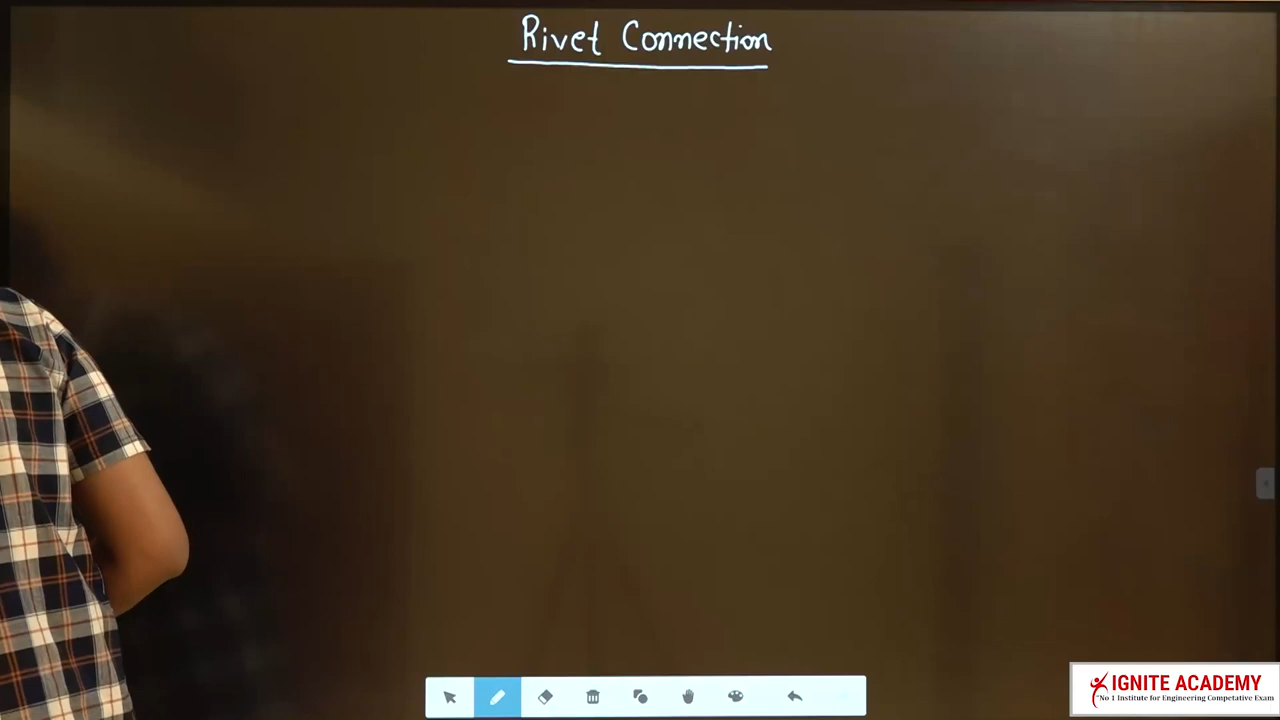 Rivet Connection
IGNITE ACADEMY
"No 1 Institute for Engineering Competative Exam